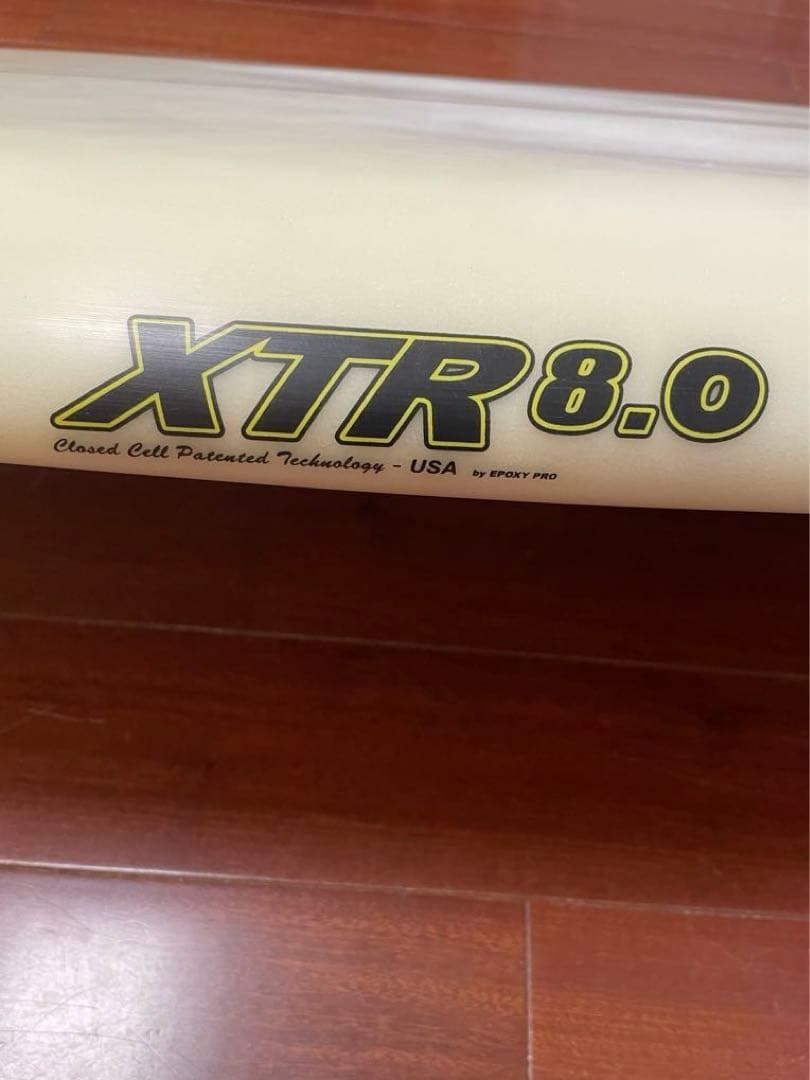 XTR 8.0
Closed Cell Patented Technology - USA by EPOXY PRO